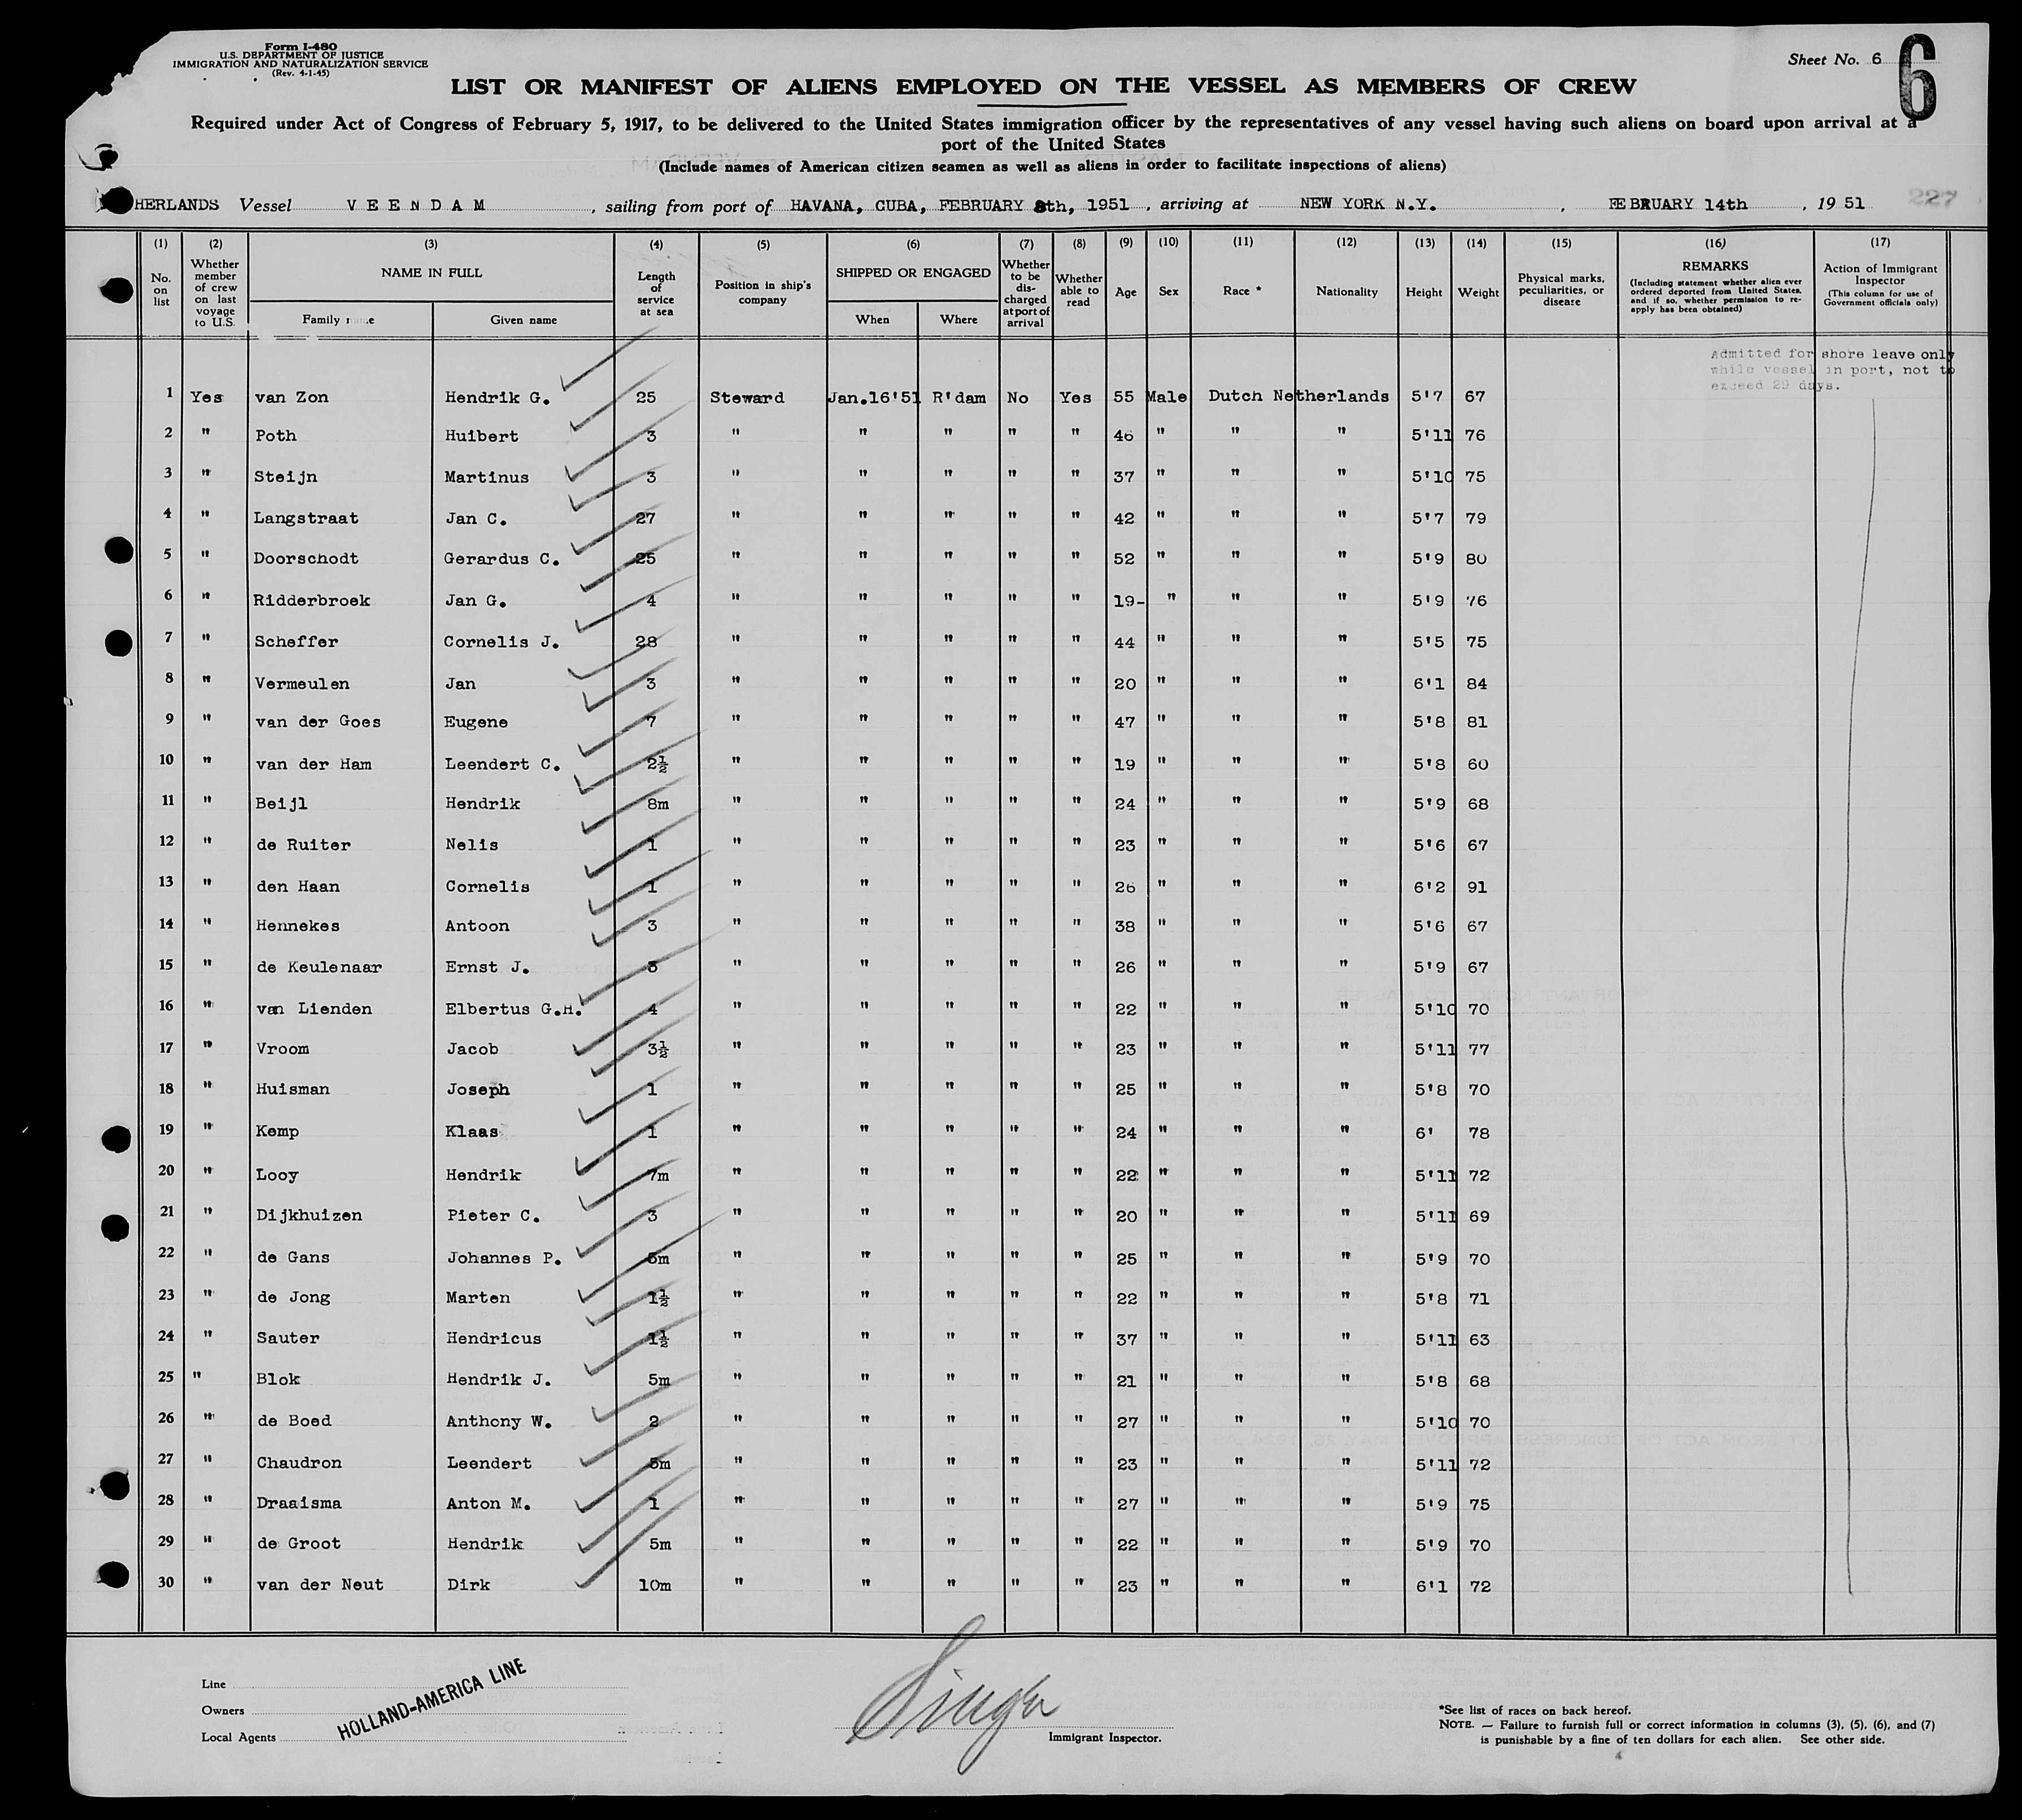 Form I-480
U.S. DEPARTMENT OF JUSTICE
IMMIGRATION AND NATURALIZATION SERVICE
(Rev. 4-1-45)
Sheet No. 6
6
LIST OR MANIFEST OF ALIENS EMPLOYED ON THE VESSEL AS MEMBERS OF CREW
Required under Act of Congress of February 5, 1917, to be delivered to the United States immigration officer by the representatives of any vessel having such aliens on board upon arrival at a
port of the United States
(Include names of American citizen seamen as well as aliens in order to facilitate inspections of aliens)
HERLANDS Vessel VEENDAM, sailing from port of HAVANA, CUBA, FEBRUARY 8th, 1951, arriving at NEW YORK N.Y., FEBRUARY 14th, 1951 227
(1) (2) (3) (4) (5) (6) (7) (8) (9) (10) (11) (12) (13) (14) (15) (16) (17)
No. on list Whether member of crew on last voyage to U.S. NAME IN FULL Family name Given name Length of service at sea Position in ship's company SHIPPED OR ENGAGED When Where Whether to be discharged at port of arrival Whether able to read Age Sex Race * Nationality Height Weight Physical marks, peculiarities, or disease REMARKS (Including statement whether alien ever ordered deported from United States, and if so, whether permission to re-apply has been obtained) Action of Immigrant Inspector (This column for use of Government officials only)
Admitted for shore leave only
while vessel in port, not to
exceed 29 days.
1 Yes van Zon Hendrik G. 25 Steward Jan.16'51 R'dam No Yes 55 Male Dutch Netherlands 5'7 67
2 " Poth Huibert 3 " " " " " 46 " " " 5'11 76
3 " Steijn Martinus 3 " " " " " 37 " " " 5'10 75
4 " Langstraat Jan C. 27 " " " " " 42 " " " 5'7 79
5 " Doorschodt Gerardus C. 25 " " " " " 52 " " " 5'9 80
6 " Ridderbroek Jan G. 4 " " " " " 19- " " " 5'9 76
7 " Scheffer Cornelis J. 28 " " " " " 44 " " " 5'5 75
8 " Vermeulen Jan 3 " " " " " 20 " " " 6'1 84
9 " van der Goes Eugene 7 " " " " " 47 " " " 5'8 81
10 " van der Ham Leendert C. 2½ " " " " " 19 " " " 5'8 60
11 " Beijl Hendrik 8m " " " " " 24 " " " 5'9 68
12 " de Ruiter Nelis 1 " " " " " 23 " " " 5'6 67
13 " den Haan Cornelis 1 " " " " " 26 " " " 6'2 91
14 " Hennekes Antoon 3 " " " " " 38 " " " 5'6 67
15 " de Keulenaar Ernst J. 3 " " " " " 26 " " " 5'9 67
16 " van Lienden Elbertus G.H. 4 " " " " " 22 " " " 5'10 70
17 " Vroom Jacob 3½ " " " " " 23 " " " 5'11 77
18 " Huisman Joseph 1 " " " " " 25 " " " 5'8 70
19 " Kemp Klaas 1 " " " " " 24 " " " 6' 78
20 " Looy Hendrik 7m " " " " " 22 " " " 5'11 72
21 " Dijkhuizen Pieter C. 3 " " " " " 20 " " " 5'11 69
22 " de Gans Johannes P. 5m " " " " " 25 " " " 5'9 70
23 " de Jong Marten 1½ " " " " " 22 " " " 5'8 71
24 " Sauter Hendricus 1½ " " " " " 37 " " " 5'11 63
25 " Blok Hendrik J. 5m " " " " " 21 " " " 5'8 68
26 " de Boed Anthony W. 2 " " " " " 27 " " " 5'10 70
27 " Chaudron Leendert 5m " " " " " 23 " " " 5'11 72
28 " Draaisma Anton M. 1 " " " " " 27 " " " 5'9 75
29 " de Groot Hendrik 5m " " " " " 22 " " " 5'9 70
30 " van der Neut Dirk 10m " " " " " 23 " " " 6'1 72
Line
Owners
Local Agents
HOLLAND-AMERICA LINE
Singer
Immigrant Inspector.
*See list of races on back hereof.
NOTE. — Failure to furnish full or correct information in columns (3), (5), (6), and (7)
is punishable by a fine of ten dollars for each alien. See other side.